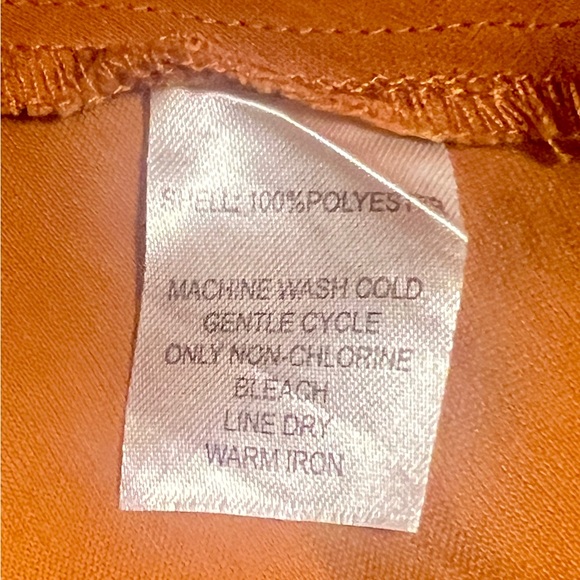 SHELL: 100%POLYESTER
MACHINE WASH COLD
GENTLE CYCLE
ONLY NON-CHLORINE
BLEACH
LINE DRY
WARM IRON